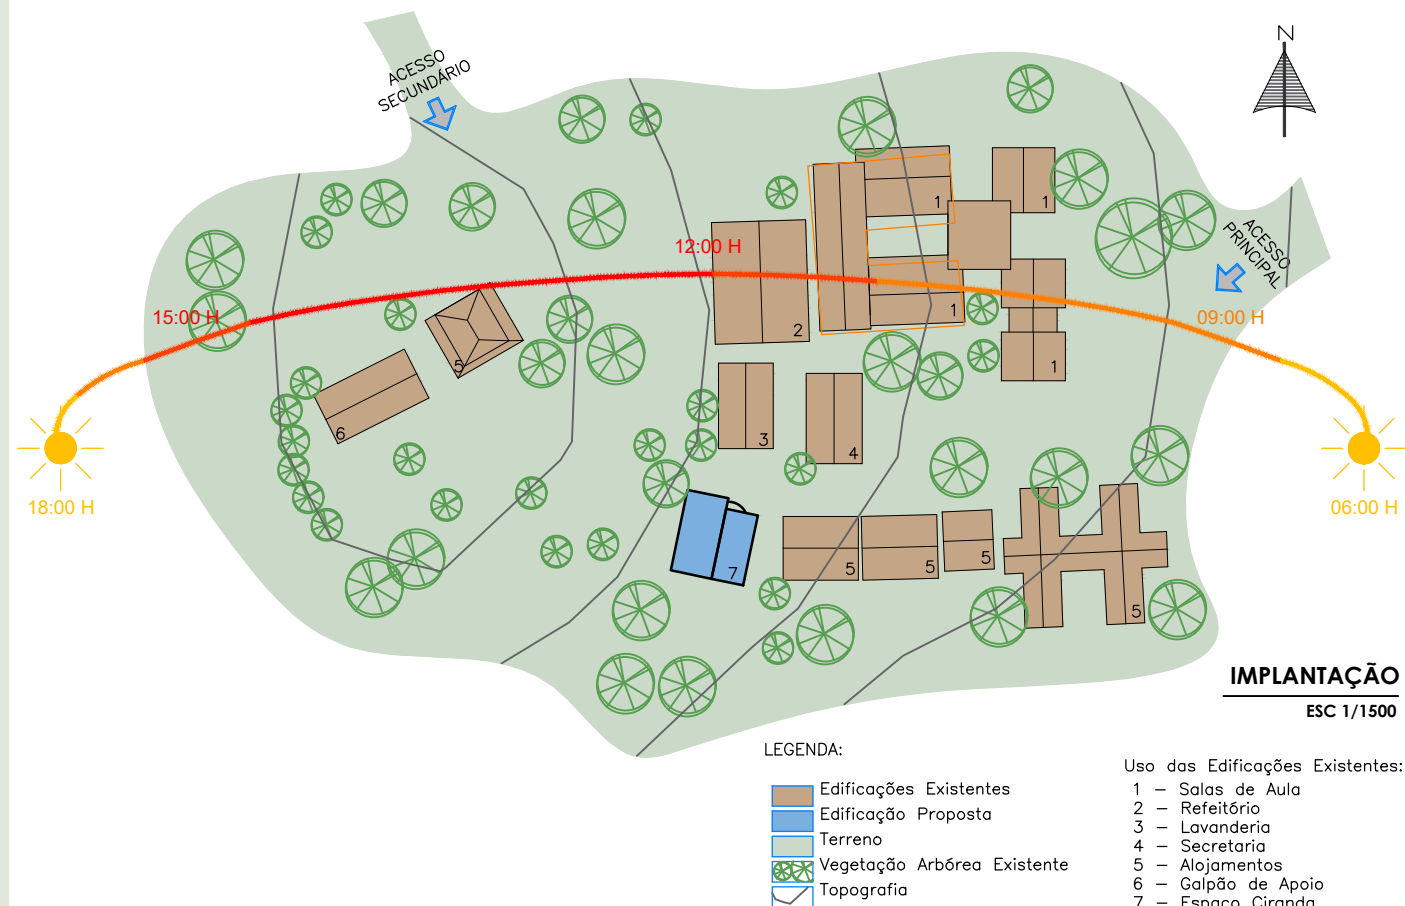 N
ACESSO
SECUNDÁRIO
ACESSO
PRINCIPAL
12:00 H
15:00 H
09:00 H
18:00 H
06:00 H
1
1
1
1
2
3
4
5
6
7
5
5
5
5
IMPLANTAÇÃO
ESC 1/1500
LEGENDA:
Edificações Existentes
Edificação Proposta
Terreno
Vegetação Arbórea Existente
Topografia
Uso das Edificações Existentes:
1 – Salas de Aula
2 – Refeitório
3 – Lavanderia
4 – Secretaria
5 – Alojamentos
6 – Galpão de Apoio
7 – Espaço Ciranda